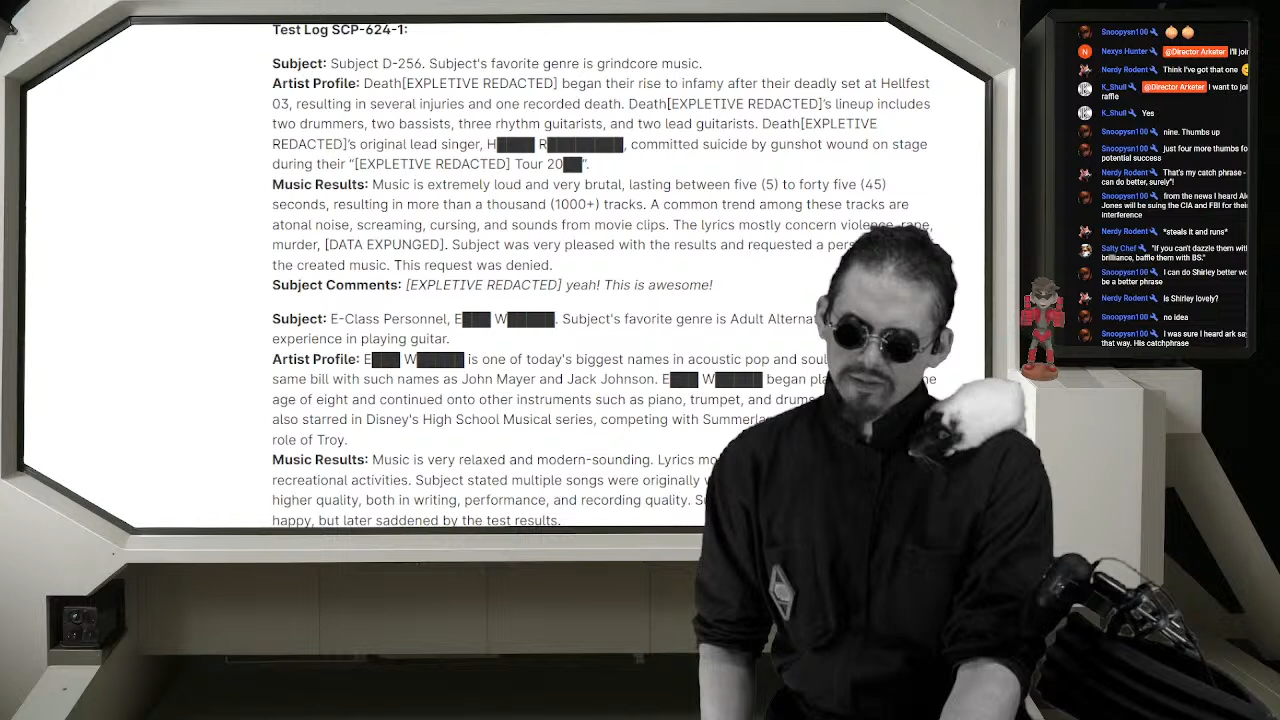 Test Log SCP-624-1:
Subject: Subject D-256. Subject's favorite genre is grindcore music.
Artist Profile: Death[EXPLETIVE REDACTED] began their rise to infamy after their deadly set at Hellfest
03, resulting in several injuries and one recorded death. Death[EXPLETIVE REDACTED]'s lineup includes
two drummers, two bassists, three rhythm guitarists, and two lead guitarists. Death[EXPLETIVE
REDACTED]'s original lead singer, H████ R████████, committed suicide by gunshot wound on stage
during their "[EXPLETIVE REDACTED] Tour 20██".
Music Results: Music is extremely loud and very brutal, lasting between five (5) to forty five (45)
seconds, resulting in more than a thousand (1000+) tracks. A common trend among these tracks are
atonal noise, screaming, cursing, and sounds from movie clips. The lyrics mostly concern violence, rape,
murder, [DATA EXPUNGED]. Subject was very pleased with the results and requested a
the created music. This request was denied.
Subject Comments: [EXPLETIVE REDACTED] yeah! This is awesome!
Subject: E-Class Personnel, E███ W█████. Subject's favorite genre is Adult
experience in playing guitar.
Artist Profile: E███ W█████ is one of today's biggest names in acoustic pop and soul
same bill with such names as John Mayer and Jack Johnson. E███ W█████ began
age of eight and continued onto other instruments such as piano, trumpet, and drums
also starred in Disney's High School Musical series, competing with
role of Troy.
Music Results: Music is very relaxed and modern-sounding. Lyrics
recreational activities. Subject stated multiple songs were originally
higher quality, both in writing, performance, and recording quality.
happy, but later saddened by the test results.
Snoopysn100
Nexys Hunter @Director Arketer I'll
Nerdy Rodent Think I've got that one
K_Shull @Director Arketer I want to
raffle
K_Shull Yes
Snoopysn100 nine. Thumbs up
Snoopysn100 just four more thumbs
potential success
Nerdy Rodent That's my catch phrase -
can do better, surely"!
Snoopysn100 from the news I heard
Jones will be suing the CIA and FBI for their
interference
Nerdy Rodent *steals it and runs*
Salty Chef "If you can't dazzle them
brilliance, baffle them with BS."
Snoopysn100 I can do Shirley better
be a better phrase
Nerdy Rodent Is Shirley lovely?
Snoopysn100 no idea
Snoopysn100 I was sure I heard ark
that way. His catchphrase